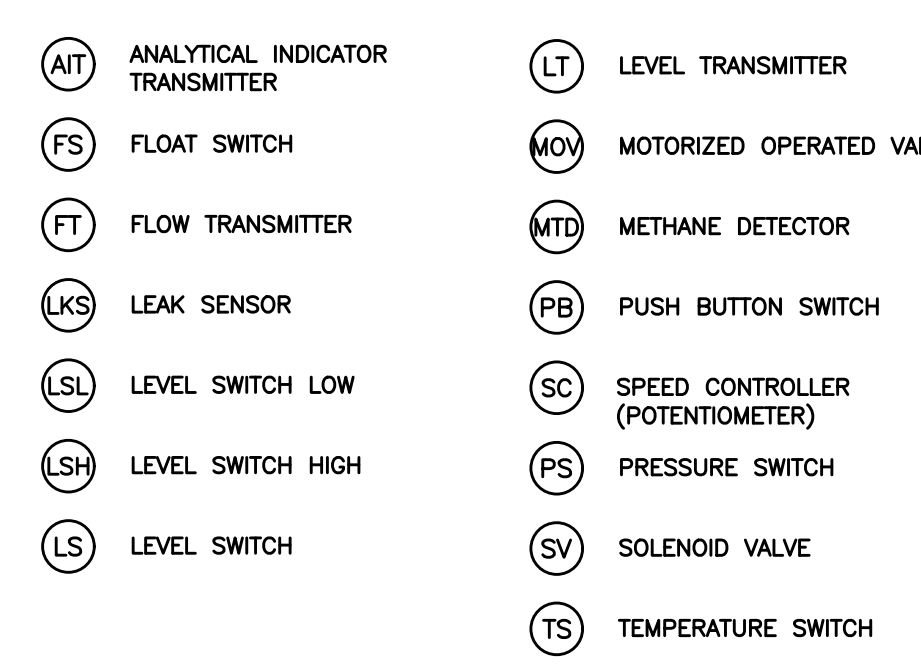 AIT ANALYTICAL INDICATOR
TRANSMITTER
FS FLOAT SWITCH
FT FLOW TRANSMITTER
LKS LEAK SENSOR
LSL LEVEL SWITCH LOW
LSH LEVEL SWITCH HIGH
LS LEVEL SWITCH
LT LEVEL TRANSMITTER
MOV MOTORIZED OPERATED
MTD METHANE DETECTOR
PB PUSH BUTTON SWITCH
SC SPEED CONTROLLER
(POTENTIOMETER)
PS PRESSURE SWITCH
SV SOLENOID VALVE
TS TEMPERATURE SWITCH